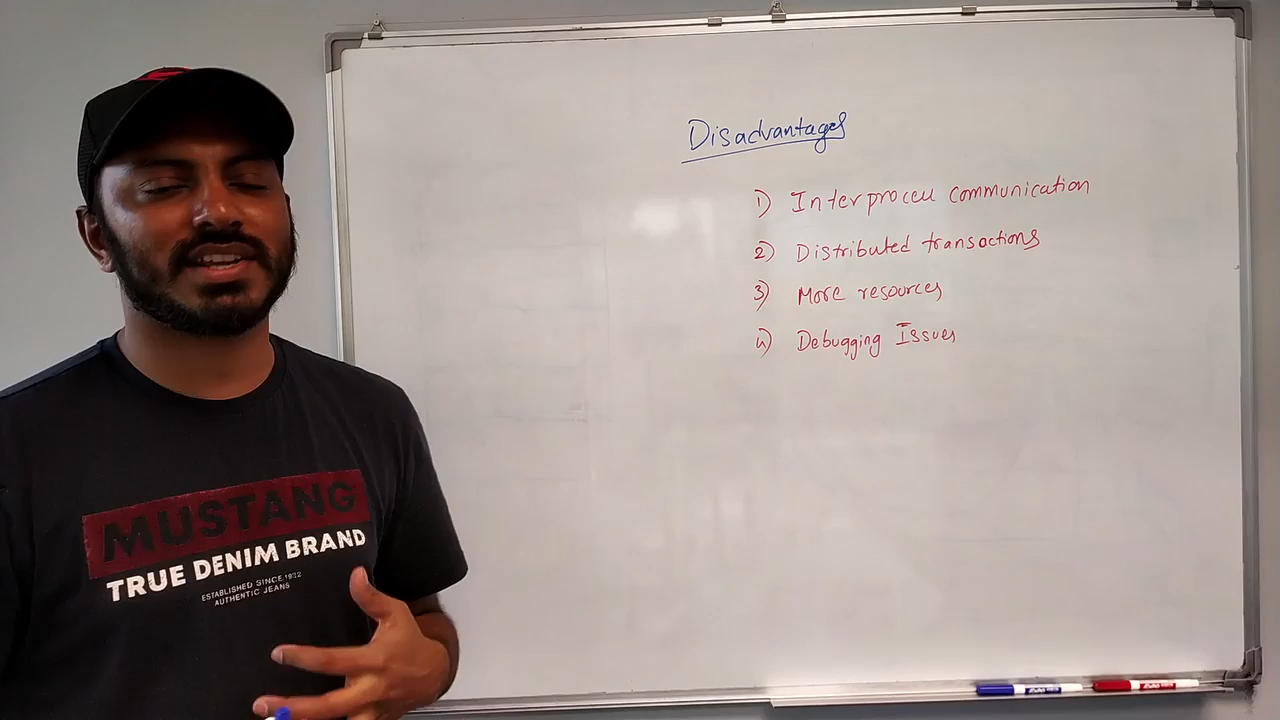 Disadvantages
1) Interprocess communication
2) Distributed transactions
3) More resources
4) Debugging Issues
MUSTANG
TRUE DENIM BRAND
ESTABLISHED SINCE 1932
AUTHENTIC JEANS